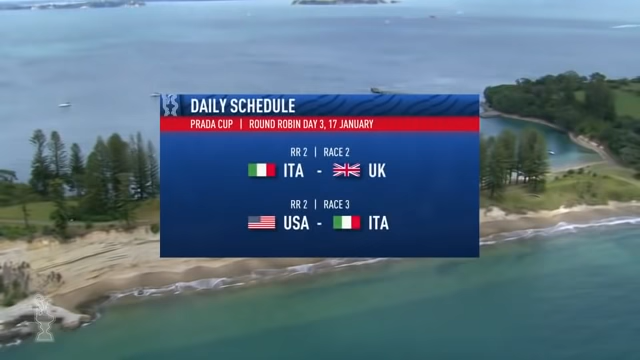 DAILY SCHEDULE
PRADA CUP | ROUND ROBIN DAY 3, 17 JANUARY
RR 2 | RACE 2
ITA - UK
RR 2 | RACE 3
USA - ITA